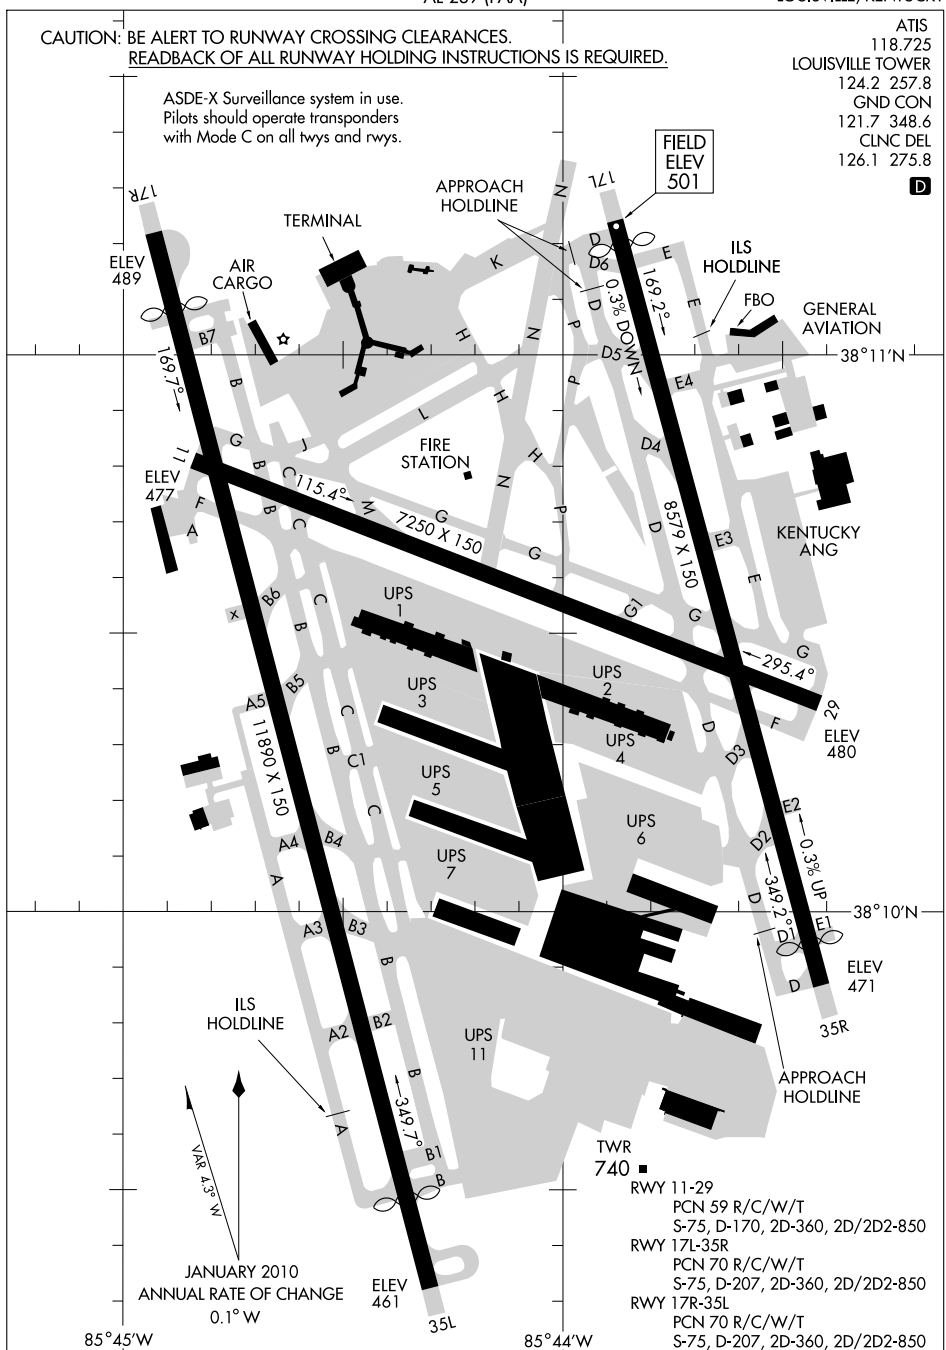 CAUTION: BE ALERT TO RUNWAY CROSSING CLEARANCES.
READBACK OF ALL RUNWAY HOLDING INSTRUCTIONS IS REQUIRED.
ATIS
118.725
LOUISVILLE TOWER
124.2 257.8
GND CON
121.7 348.6
CLNC DEL
126.1 275.8
D
ASDE-X Surveillance system in use.
Pilots should operate transponders
with Mode C on all twys and rwys.
FIELD
ELEV
501
17R
17L
APPROACH
HOLDLINE
TERMINAL
N
D
E
K
D6
ILS
HOLDLINE
ELEV
489
AIR
CARGO
169.2°
0.3% DOWN
D
E
FBO
GENERAL
AVIATION
B7
H
N
P
D5
38°11'N
169.7°
B
P
E4
H
L
G
J
FIRE
STATION
H
D4
11
B
C
ELEV
477
115.4°
M
N
F
B
C
G
P
A
7250 X 150
G
D
8579 X 150
E3
KENTUCKY
ANG
E
B6
X
C
B
UPS
1
G1
G
G
295.4°
B5
A5
UPS
3
UPS
2
C
D
F
29
ELEV
480
11890 X 150
B
C1
UPS
4
D3
UPS
5
C
E2
UPS
6
A4
B4
D2
0.3% UP
A
UPS
7
349.2°
D
38°10'N
A3
B3
D1
E1
B
ELEV
471
D
ILS
HOLDLINE
A2
B2
UPS
11
35R
B
APPROACH
HOLDLINE
A
349.7°
VAR 4.3° W
B1
B
TWR
740
RWY 11-29
PCN 59 R/C/W/T
S-75, D-170, 2D-360, 2D/2D2-850
RWY 17L-35R
PCN 70 R/C/W/T
S-75, D-207, 2D-360, 2D/2D2-850
RWY 17R-35L
PCN 70 R/C/W/T
S-75, D-207, 2D-360, 2D/2D2-850
JANUARY 2010
ANNUAL RATE OF CHANGE
0.1° W
ELEV
461
35L
85°45'W
85°44'W